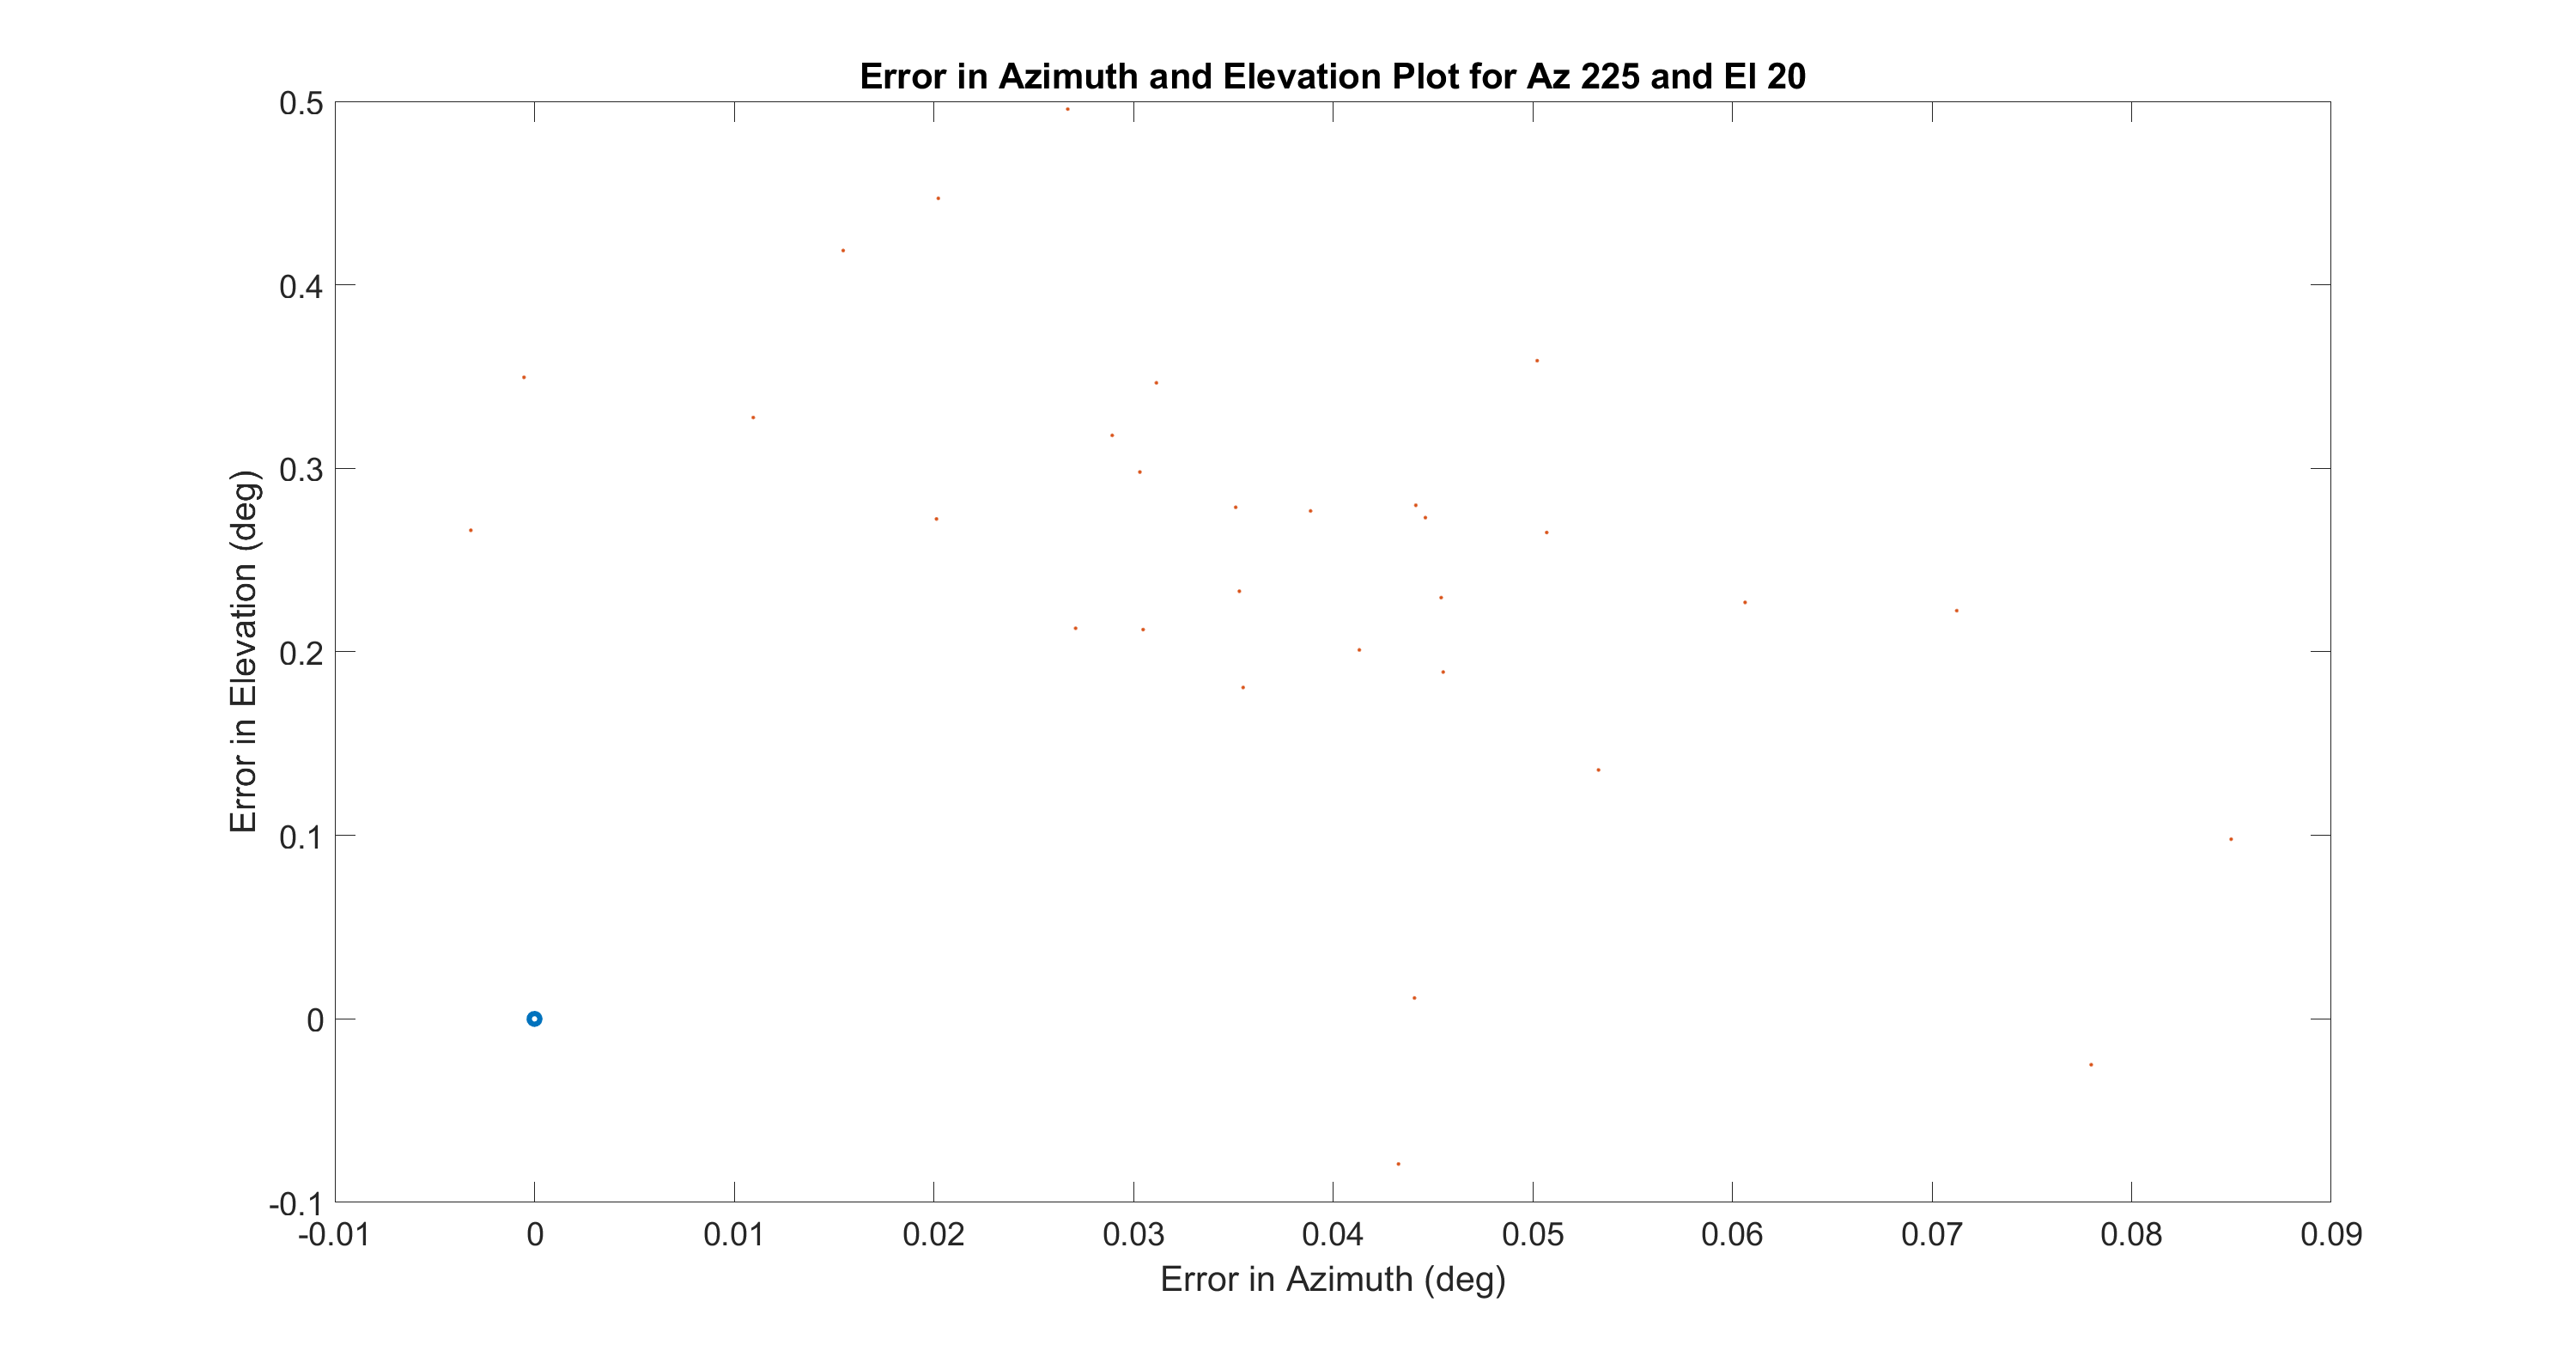 Error in Azimuth and Elevation Plot for Az 225 and El 20
0.5
0.4
0.3
0.2
0.1
0
-0.1
Error in Elevation (deg)
-0.01 0 0.01 0.02 0.03 0.04 0.05 0.06 0.07 0.08 0.09
Error in Azimuth (deg)